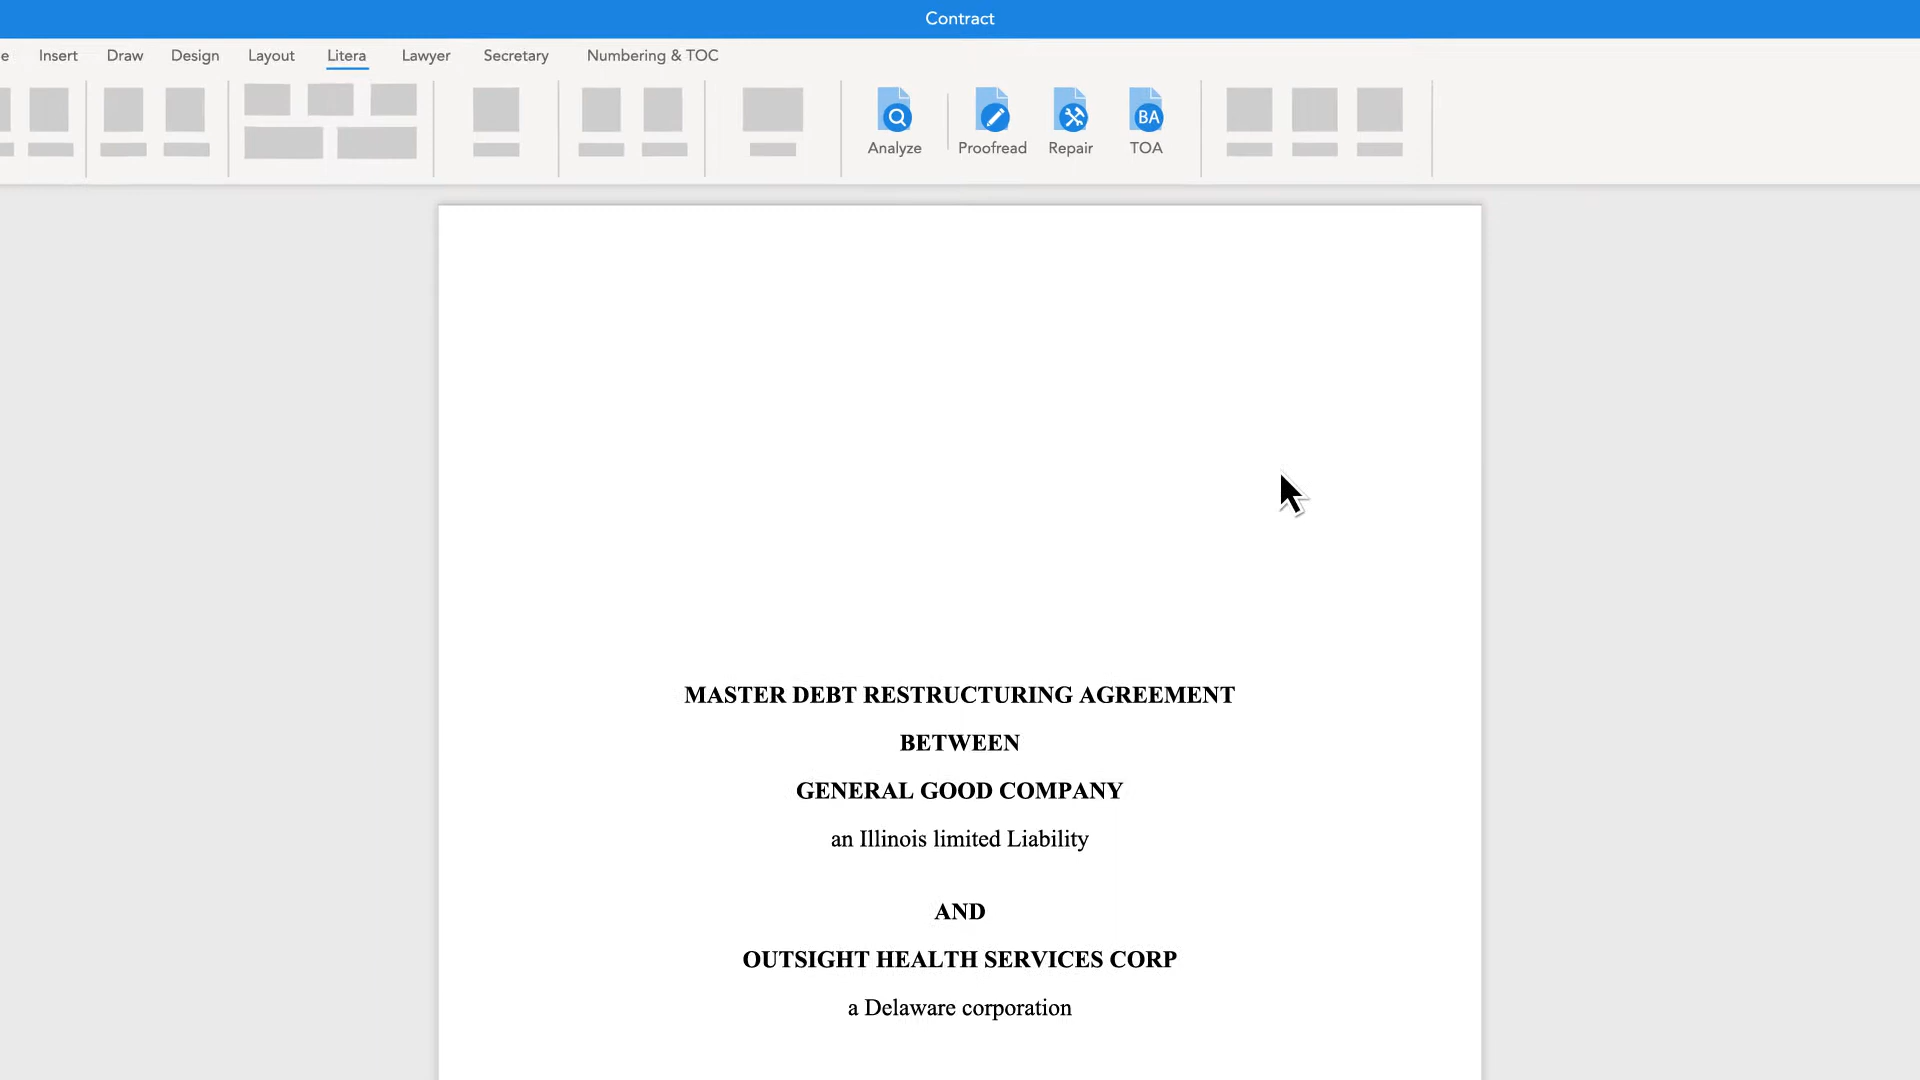 Contract
e Insert Draw Design Layout Litera Lawyer Secretary Numbering & TOC
BA
Analyze Proofread Repair TOA
MASTER DEBT RESTRUCTURING AGREEMENT
BETWEEN
GENERAL GOOD COMPANY
an Illinois limited Liability
AND
OUTSIGHT HEALTH SERVICES CORP
a Delaware corporation